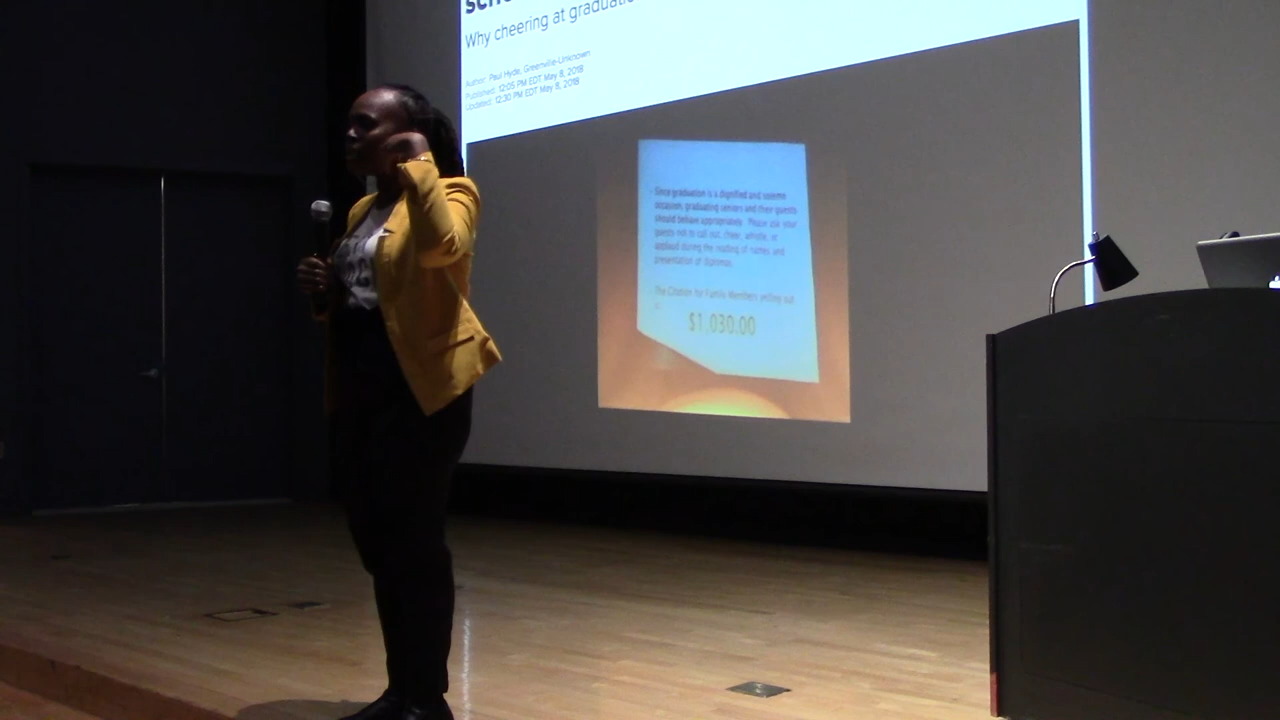 Why cheering at graduatio
Author: Paul Hyde, Greenville-Unknown
Published: 12:05 PM EDT May 8, 2018
Updated: 12:30 PM EDT May 8, 2018
Since graduation is a dignified and solemn
occasion, graduating seniors and their guests
should behave appropriately. Please ask your
guests not to call out, cheer, whistle, or
applaud during the reading of names and
presentation of diplomas.
The Citation for Family Members yelling out
$1,030.00